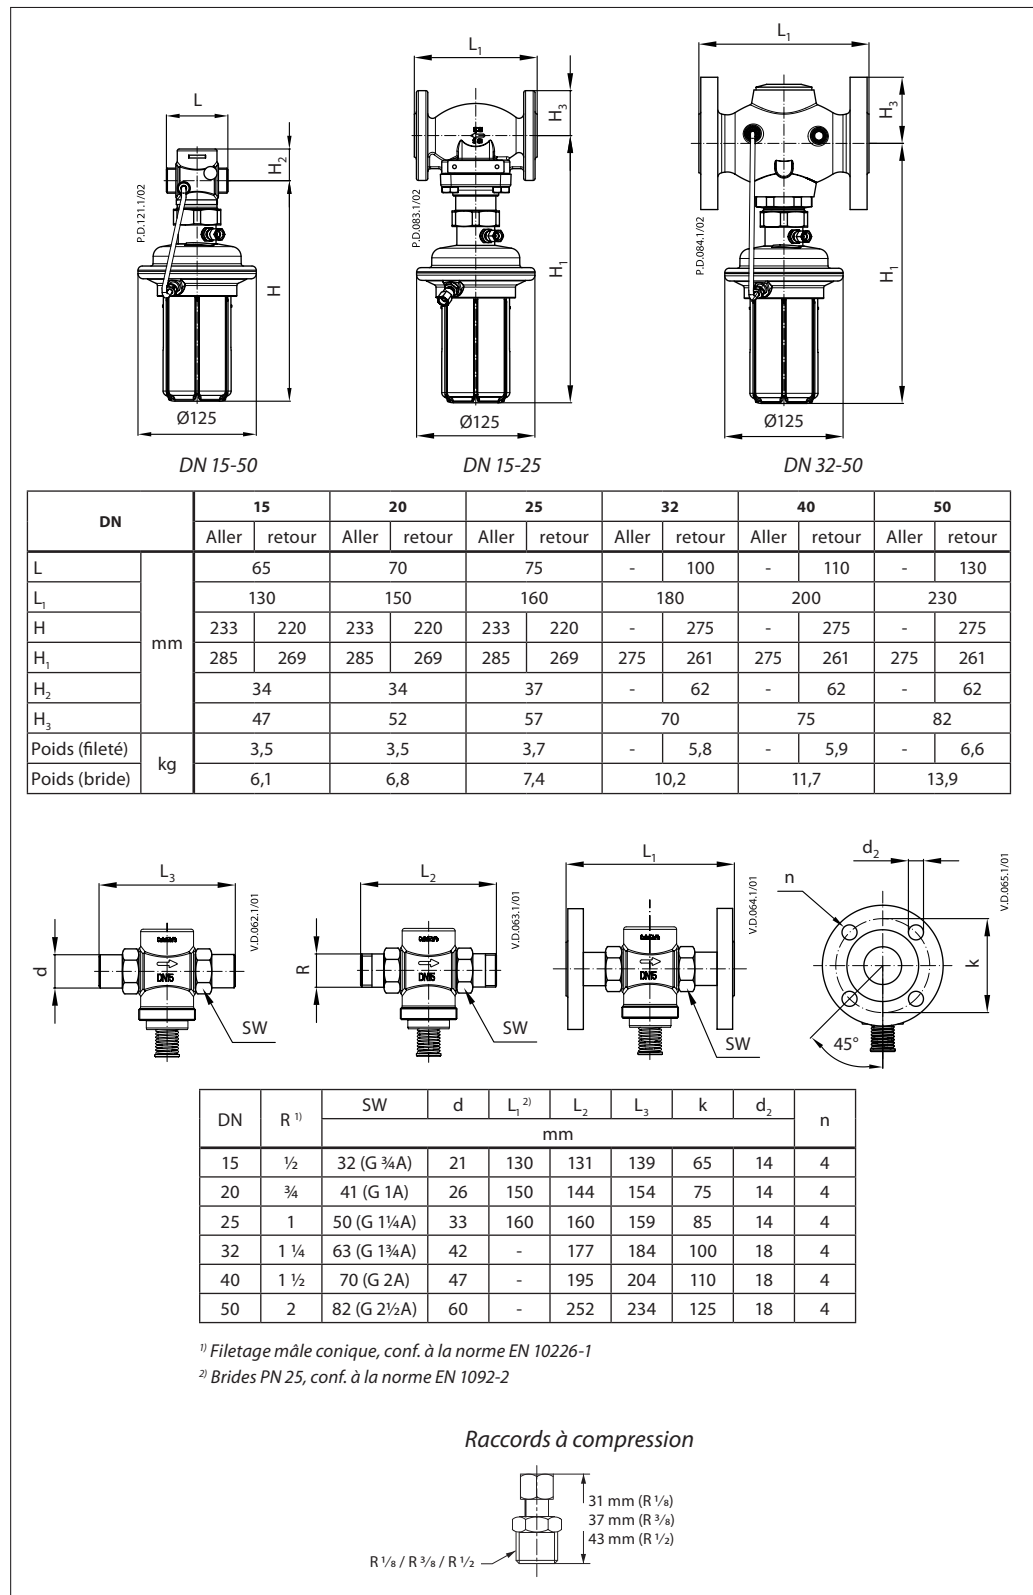 L
H2
H
P.D.121.1/02
Ø125
DN 15-50
L1
H3
H1
P.D.083.1/02
Ø125
DN 15-25
L1
H3
H1
P.D.084.1/02
Ø125
DN 32-50
DN 15 20 25 32 40 50
Aller retour Aller retour Aller retour Aller retour Aller retour Aller retour
mm
L 65 70 75 - 100 - 110 - 130
L1 130 150 160 180 200 230
H 233 220 233 220 233 220 - 275 - 275 - 275
H1 285 269 285 269 285 269 275 261 275 261 275 261
H2 34 34 37 - 62 - 62 - 62
H3 47 52 57 70 75 82
kg
Poids (fileté) 3,5 3,5 3,7 - 5,8 - 5,9 - 6,6
Poids (bride) 6,1 6,8 7,4 10,2 11,7 13,9
L3
V.D.062.1/01
d
DN15
SW
L2
V.D.063.1/01
R
DN15
SW
L1
V.D.064.1/01
DN15
SW
d2
n
k
45°
V.D.065.1/01
DN R 1) SW d L1 2) L2 L3 k d2 n
mm
15 ½ 32 (G ¾A) 21 130 131 139 65 14 4
20 ¾ 41 (G 1A) 26 150 144 154 75 14 4
25 1 50 (G 1¼A) 33 160 160 159 85 14 4
32 1 ¼ 63 (G 1¾A) 42 - 177 184 100 18 4
40 1 ½ 70 (G 2A) 47 - 195 204 110 18 4
50 2 82 (G 2½A) 60 - 252 234 125 18 4
1) Filetage mâle conique, conf. à la norme EN 10226-1
2) Brides PN 25, conf. à la norme EN 1092-2
Raccords à compression
31 mm (R ⅛)
37 mm (R ⅜)
43 mm (R ½)
R ⅛ / R ⅜ / R ½